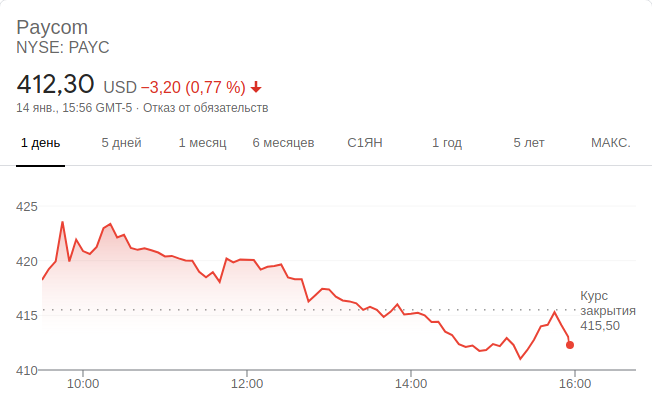 Paycom
NYSE: PAYC
412,30 USD −3,20 (0,77 %)
14 янв., 15:56 GMT-5 · Отказ от обязательств
1 день 5 дней 1 месяц 6 месяцев С1ЯН 1 год 5 лет МАКС.
425
420
415
410
Курс
закрытия
415,50
10:00 12:00 14:00 16:00